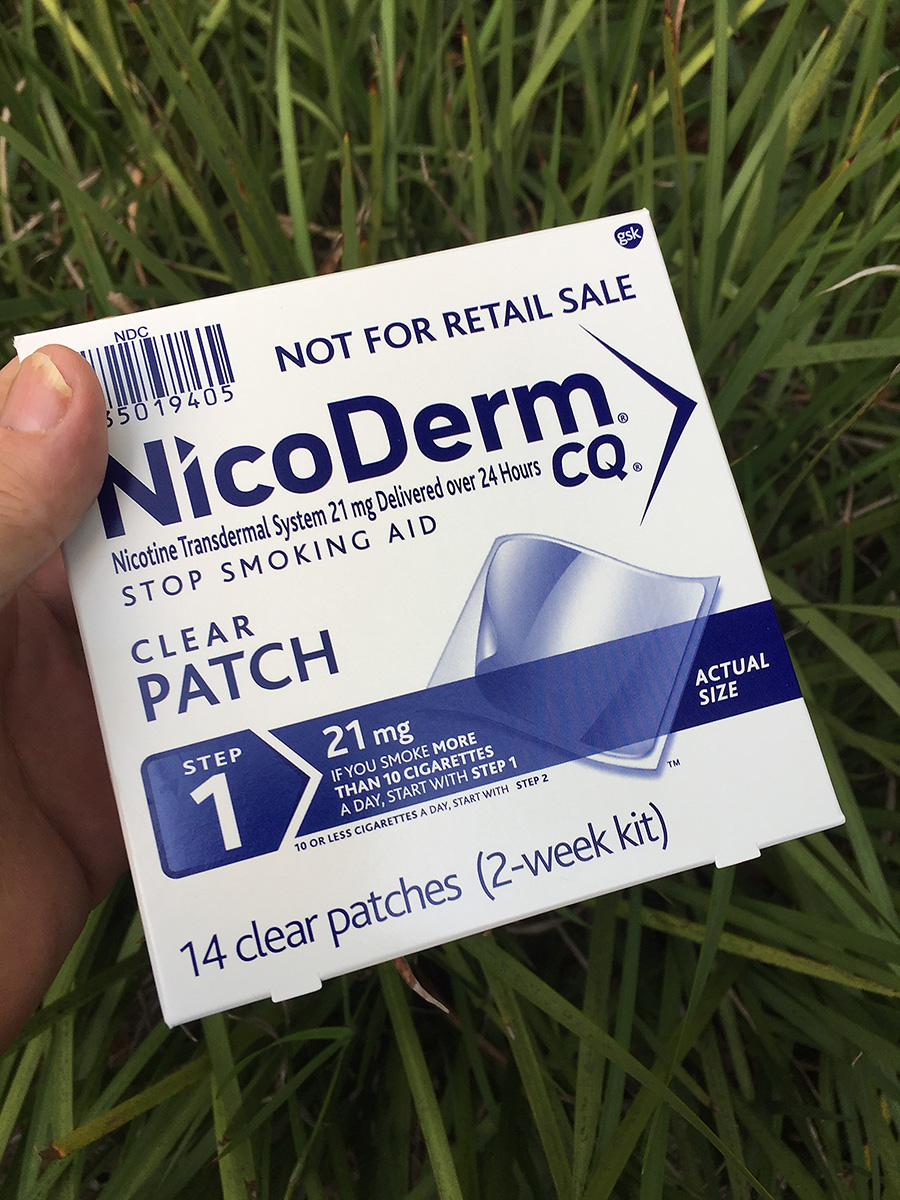 gsk
NDC
NOT FOR RETAIL SALE
5019405
NicoDerm®
CQ®
Nicotine Transdermal System 21 mg Delivered over 24 Hours
STOP SMOKING AID
CLEAR
PATCH
ACTUAL
SIZE
STEP
1
21 mg
IF YOU SMOKE MORE
THAN 10 CIGARETTES
A DAY, START WITH STEP 1
TM
10 OR LESS CIGARETTES A DAY, START WITH STEP 2
14 clear patches (2-week kit)